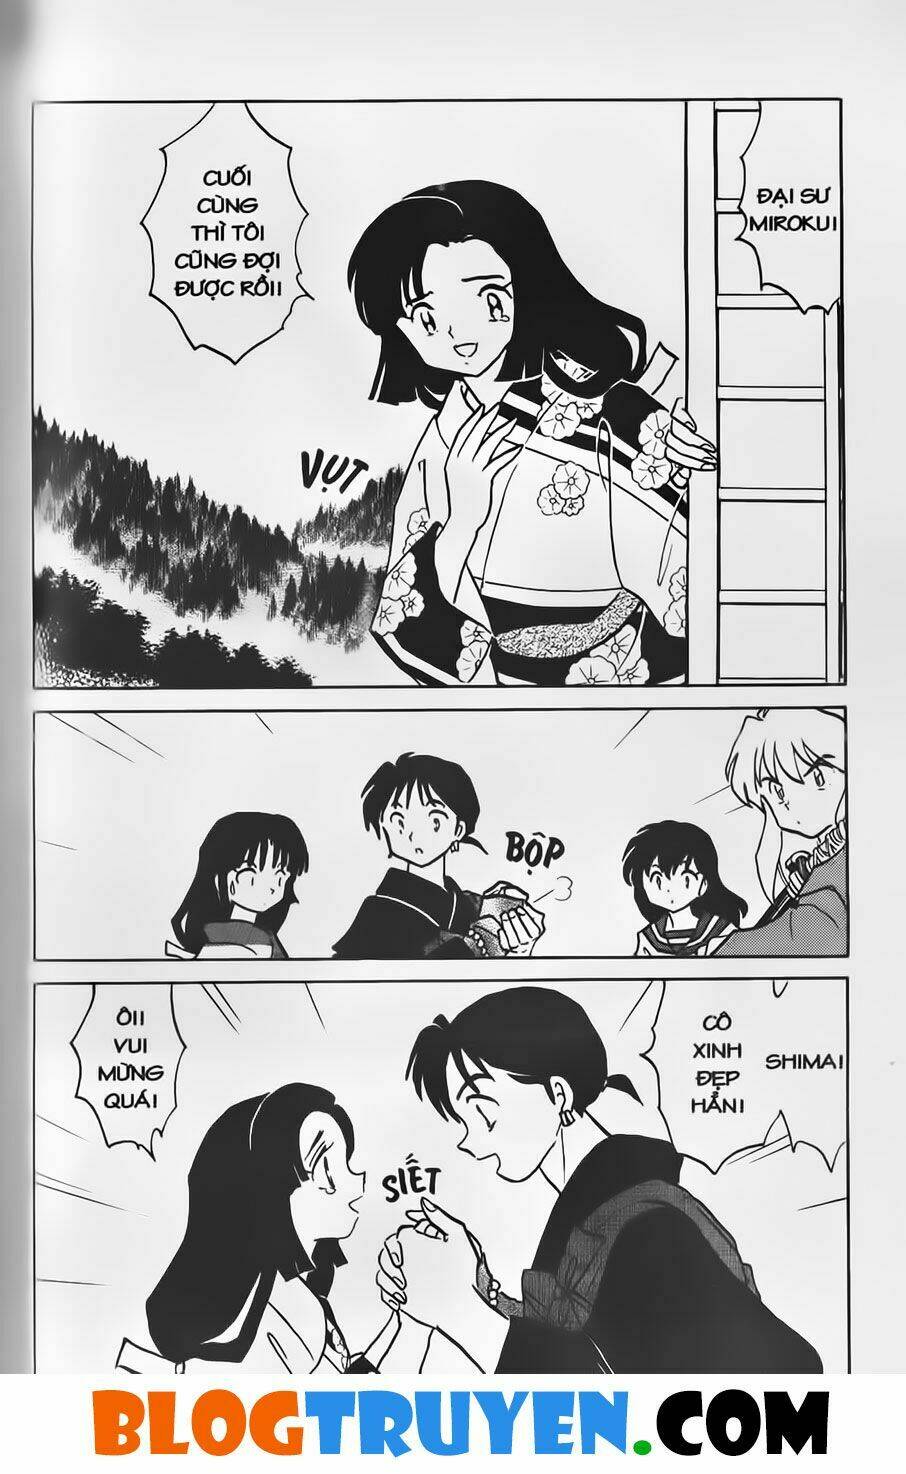 ĐẠI SƯ
MIROKU!
CUỐI
CÙNG
THÌ TÔI
CŨNG ĐỢI
ĐƯỢC RỒI!
VỤT
BỘP
SHIMA!
CÔ
XINH
ĐẸP
HẲN!
ÔI!
VUI
MỪNG
QUÁ!
SIẾT
BLOGTRUYEN.COM